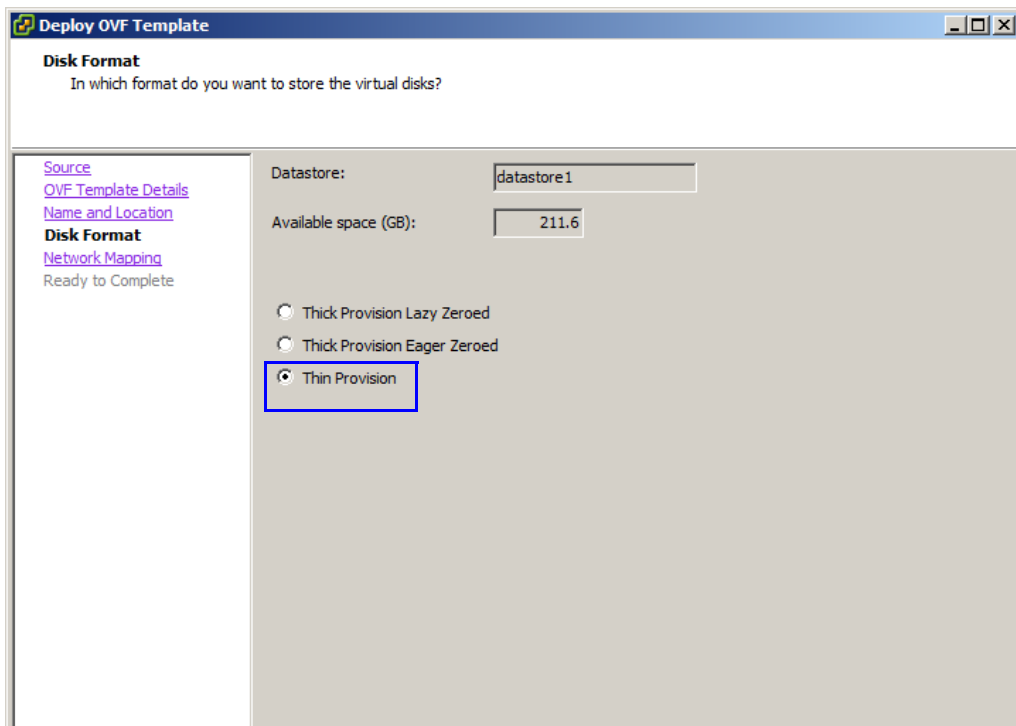 Deploy OVF Template
Disk Format
In which format do you want to store the virtual disks?
Source
OVF Template Details
Name and Location
Disk Format
Network Mapping
Ready to Complete
Datastore:
datastore1
Available space (GB):
211.6
Thick Provision Lazy Zeroed
Thick Provision Eager Zeroed
Thin Provision